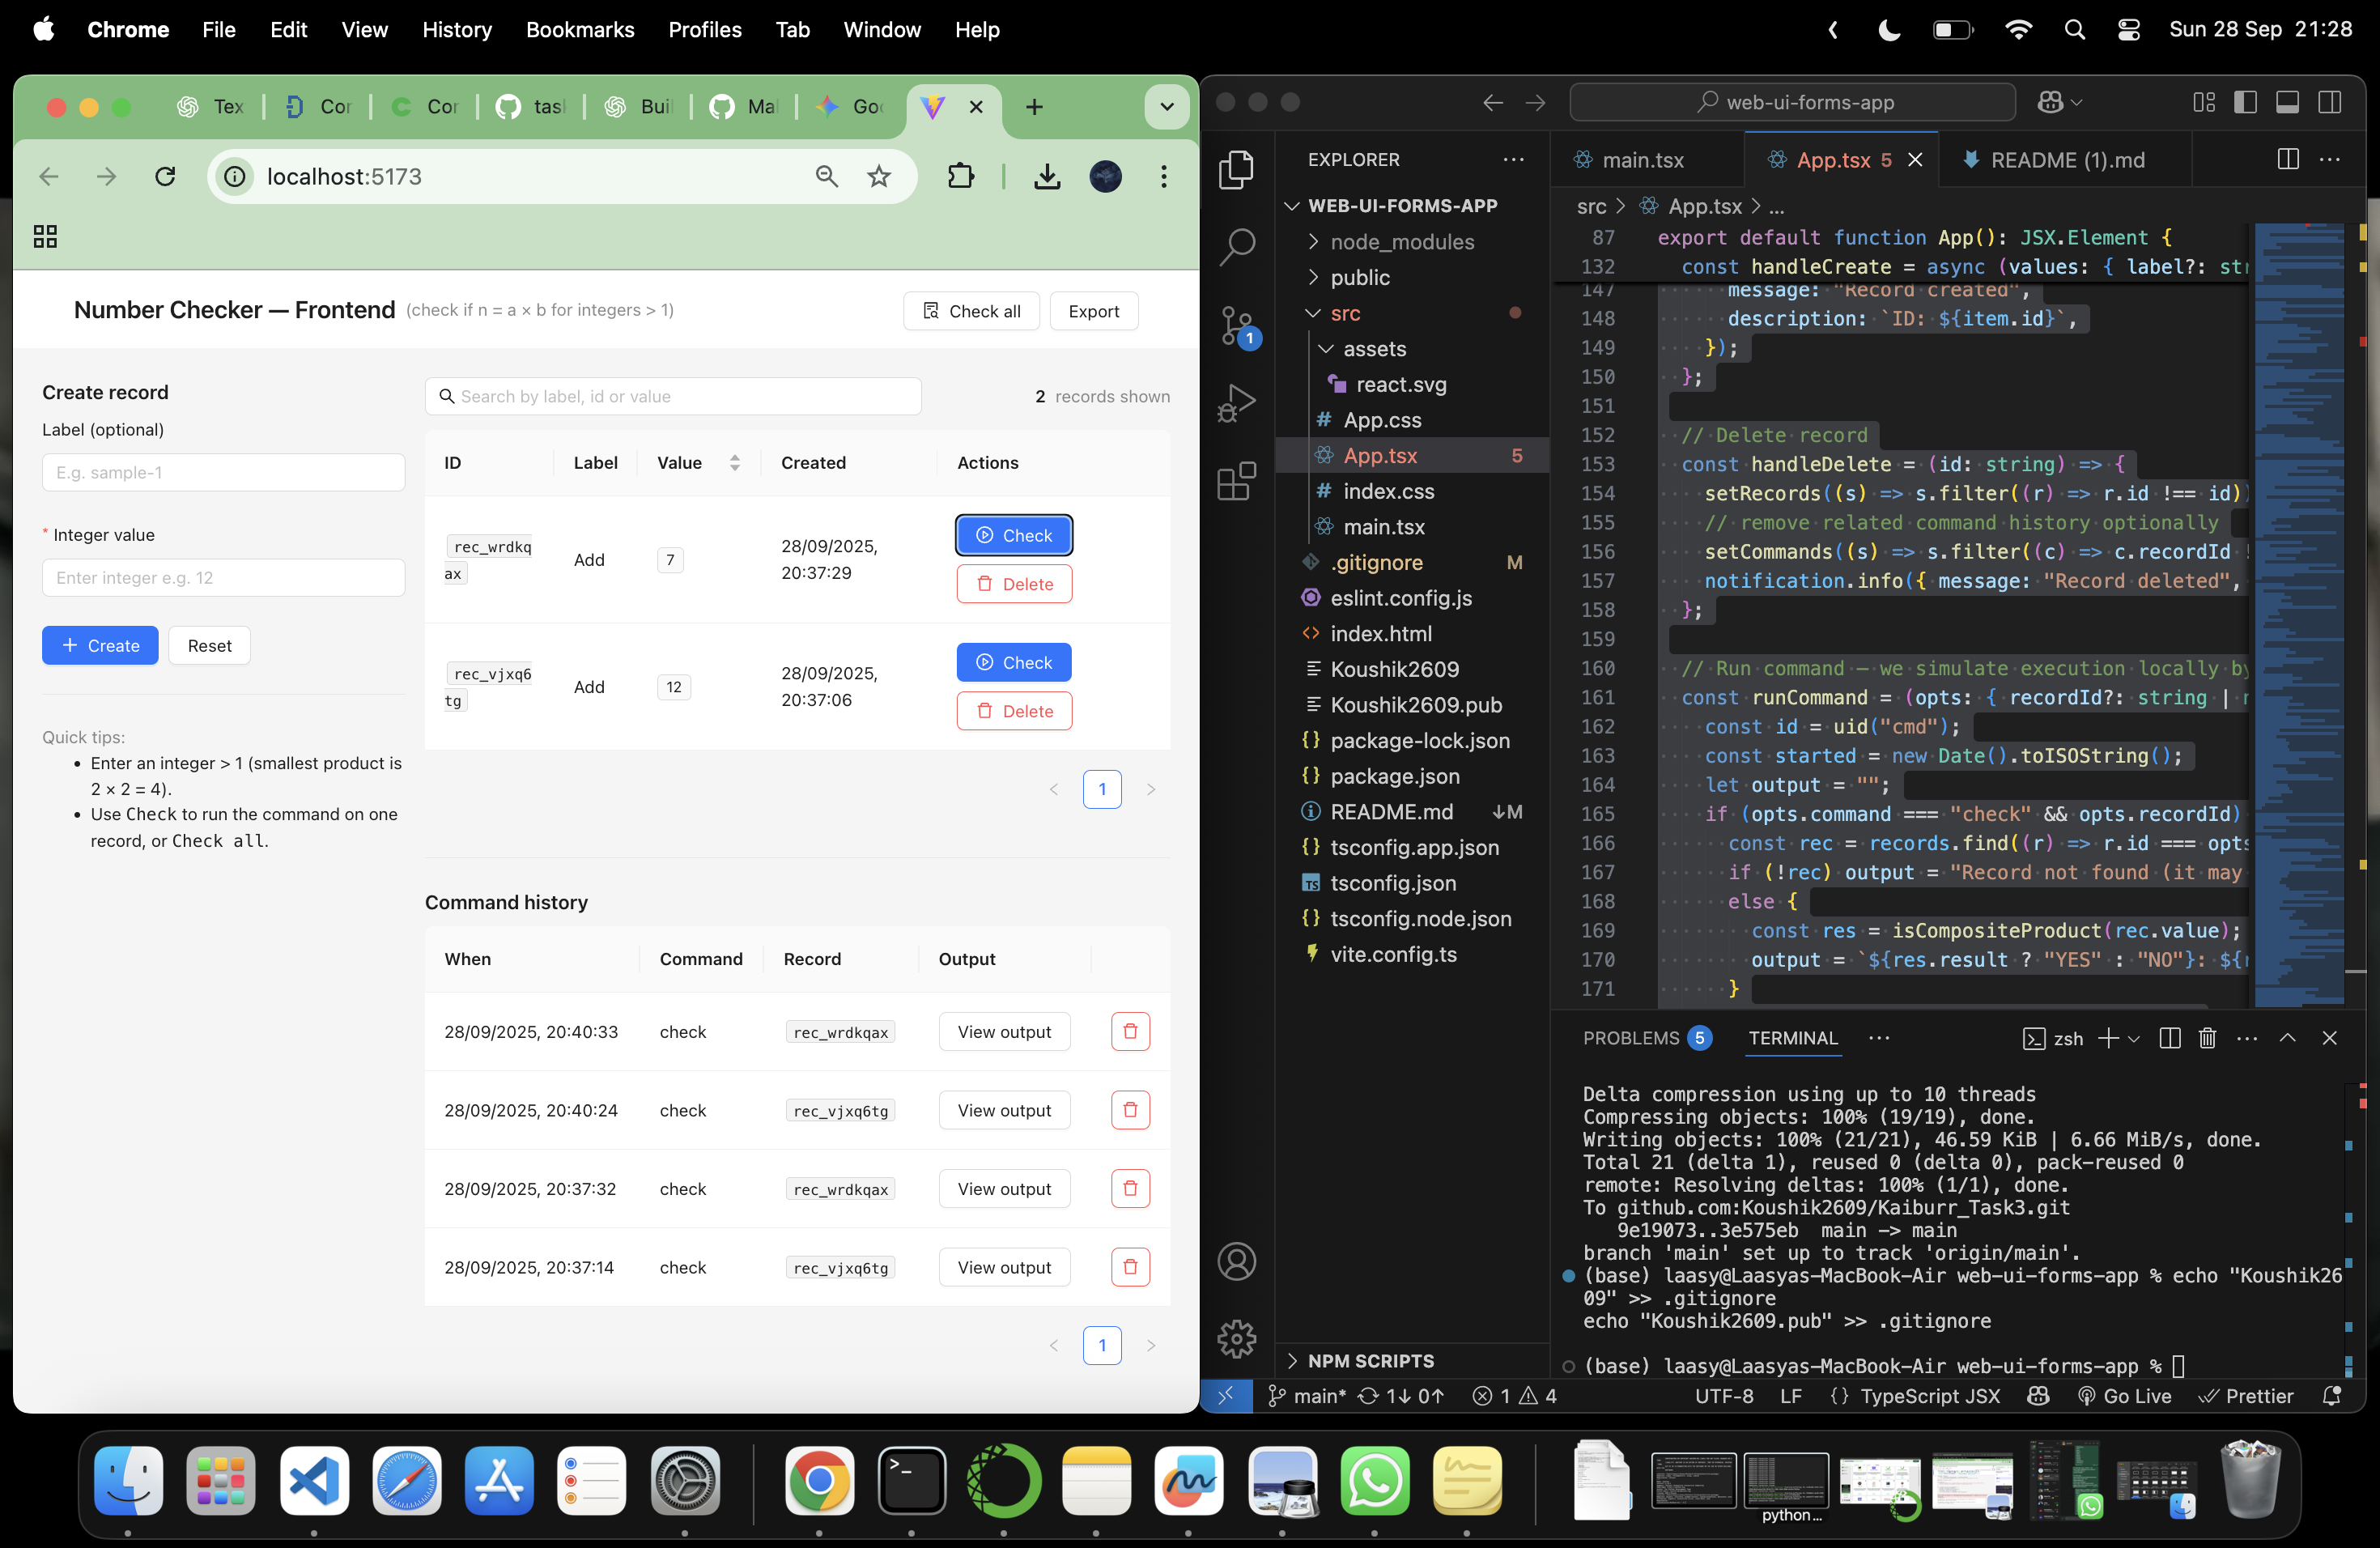 Chrome File Edit View History Bookmarks Profiles Tab Window Help Sun 28 Sep 21:28
Tex Cor Cor tas Buil Mal Goo
localhost:5173
Number Checker — Frontend (check if n = a × b for integers > 1) Check all Export
Create record
Label (optional)
E.g. sample-1
* Integer value
Enter integer e.g. 12
+ Create Reset
Quick tips:
• Enter an integer > 1 (smallest product is
2 × 2 = 4).
• Use Check to run the command on one
record, or Check all.
Search by label, id or value 2 records shown
ID Label Value Created Actions
rec_wrdkq
ax Add 7 28/09/2025,
20:37:29 Check
Delete
rec_vjxq6
tg Add 12 28/09/2025,
20:37:06 Check
Delete
< 1 >
Command history
When Command Record Output
28/09/2025, 20:40:33 check rec_wrdkqax View output
28/09/2025, 20:40:24 check rec_vjxq6tg View output
28/09/2025, 20:37:32 check rec_wrdkqax View output
28/09/2025, 20:37:14 check rec_vjxq6tg View output
< 1 >
web-ui-forms-app
EXPLORER ...
WEB-UI-FORMS-APP
node_modules
public
src
assets
react.svg
# App.css
App.tsx 5
# index.css
main.tsx
.gitignore M
eslint.config.js
index.html
Koushik2609
Koushik2609.pub
{} package-lock.json
{} package.json
README.md ↓M
{} tsconfig.app.json
TS tsconfig.json
{} tsconfig.node.json
vite.config.ts
NPM SCRIPTS
1
main.tsx App.tsx 5 README (1).md
src > App.tsx > ...
87 export default function App(): JSX.Element {
132 const handleCreate = async (values: { label?: str
147 message: "Record created",
148 description: `ID: ${item.id}`,
149 });
150 };
151
152 // Delete record
153 const handleDelete = (id: string) => {
154 setRecords((s) => s.filter((r) => r.id !== id))
155 // remove related command history optionally
156 setCommands((s) => s.filter((c) => c.recordId !
157 notification.info({ message: "Record deleted",
158 };
159
160 // Run command — we simulate execution locally by
161 const runCommand = (opts: { recordId?: string |
162 const id = uid("cmd");
163 const started = new Date().toISOString();
164 let output = "";
165 if (opts.command === "check" && opts.recordId)
166 const rec = records.find((r) => r.id === opts
167 if (!rec) output = "Record not found (it may
168 else {
169 const res = isCompositeProduct(rec.value);
170 output = `${res.result ? "YES" : "NO"}: ${r
171 }
PROBLEMS 5 TERMINAL ... zsh
Delta compression using up to 10 threads
Compressing objects: 100% (19/19), done.
Writing objects: 100% (21/21), 46.59 KiB | 6.66 MiB/s, done.
Total 21 (delta 1), reused 0 (delta 0), pack-reused 0
remote: Resolving deltas: 100% (1/1), done.
To github.com:Koushik2609/Kaiburr_Task3.git
9e19073..3e575eb main -> main
branch 'main' set up to track 'origin/main'.
(base) laasy@Laasyas-MacBook-Air web-ui-forms-app % echo "Koushik26
09" >> .gitignore
echo "Koushik2609.pub" >> .gitignore
(base) laasy@Laasyas-MacBook-Air web-ui-forms-app %
main* 1↓ 0↑ 1 4 UTF-8 LF {} TypeScript JSX Go Live Prettier
python...